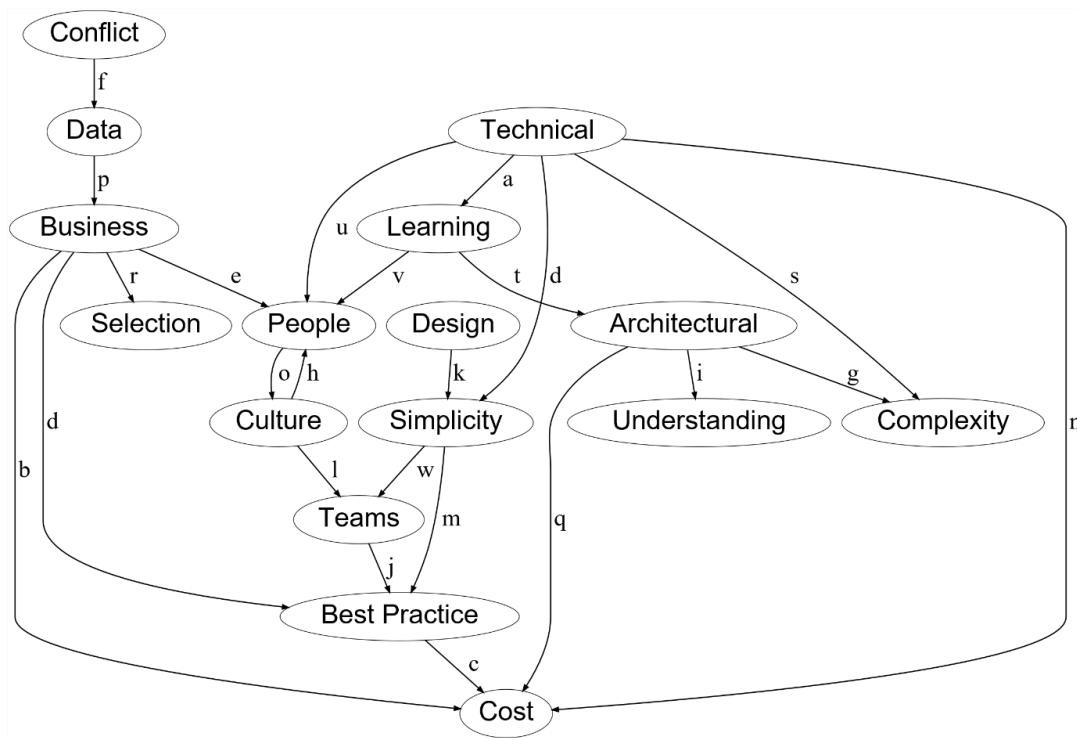 Conflict
f
Data
Technical
p
a
Business
Learning
u
r
e
v
t
d
s
Selection
People
Design
Architectural
o
h
k
i
g
Culture
Simplicity
Understanding
Complexity
b
d
l
w
Teams
m
q
j
Best Practice
c
Cost